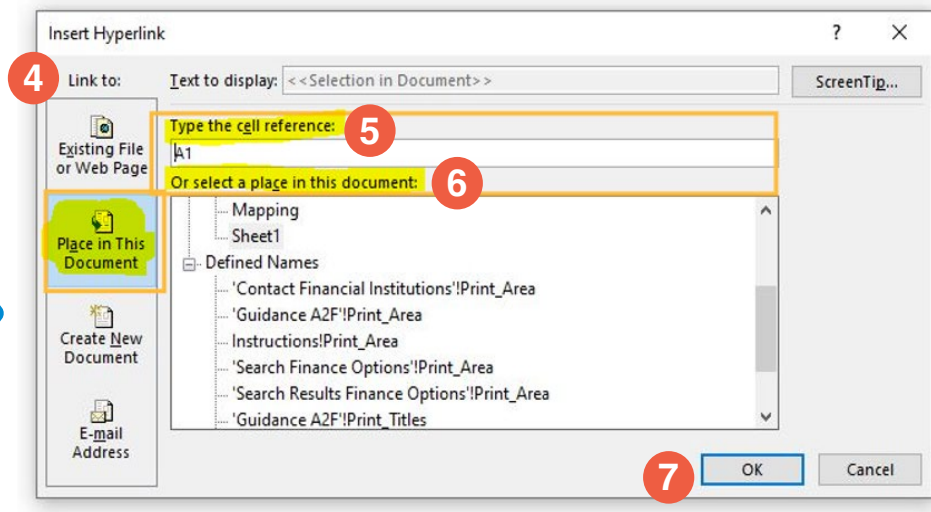 Insert Hyperlink ? X
4 Link to: Text to display: <<Selection in Document>> ScreenTip...
Existing File
or Web Page
Place in This
Document
Create New
Document
E-mail
Address
Type the cell reference: 5
A1
Or select a place in this document: 6
Mapping
Sheet1
Defined Names
'Contact Financial Institutions'!Print_Area
'Guidance A2F'!Print_Area
Instructions!Print_Area
'Search Finance Options'!Print_Area
'Search Results Finance Options'!Print_Area
'Guidance A2F'!Print_Titles
7 OK Cancel